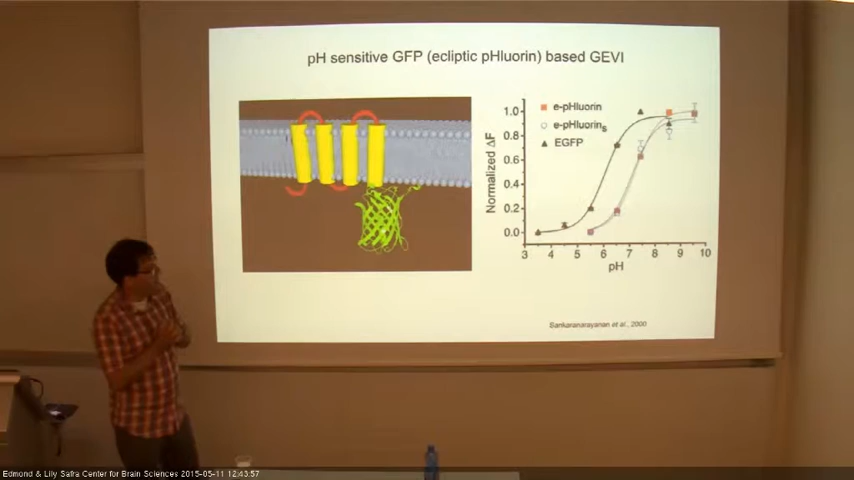 pH sensitive GFP (ecliptic pHluorin) based GEVI
Normalized ΔF
1.0
0.8
0.6
0.4
0.2
0.0
e-pHluorin
e-pHluorins
EGFP
3 4 5 6 7 8 9 10
pH
Sankaranarayanan et al., 2000
Edmond & Lily Safra Center for Brain Sciences 2015-05-11 12:43:57